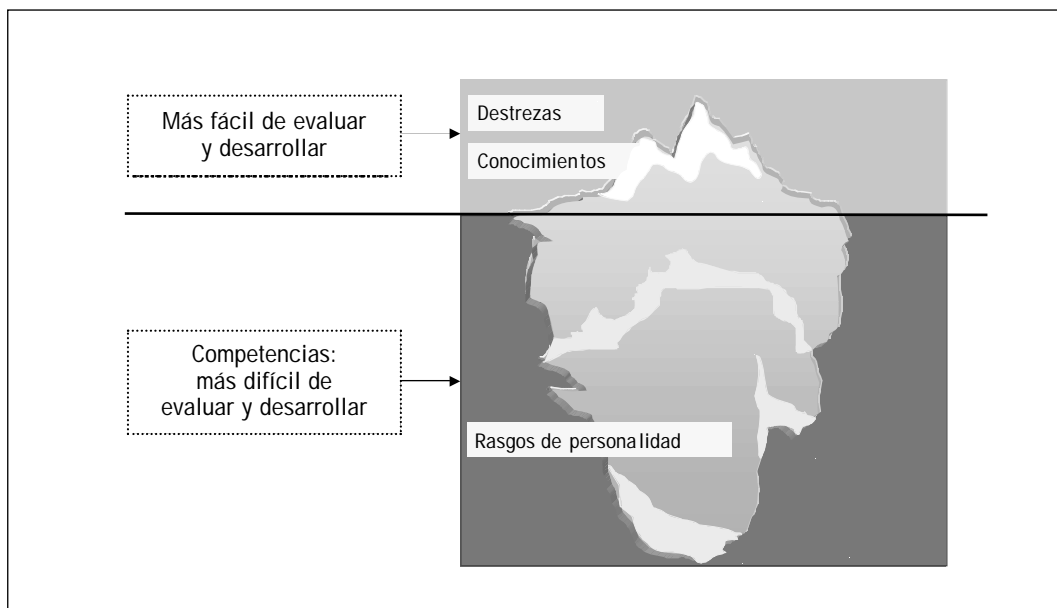 Más fácil de evaluar
y desarrollar
Destrezas
Conocimientos
Competencias:
más difícil de
evaluar y desarrollar
Rasgos de personalidad